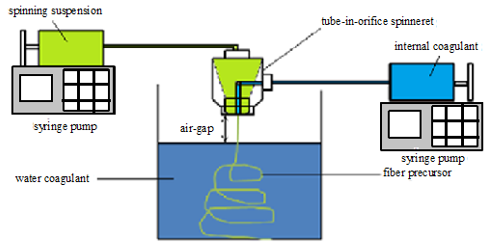 spinning suspension
tube-in-orifice spinneret
internal coagulant
syringe pump
air-gap
syringe pump
water coagulant
fiber precursor